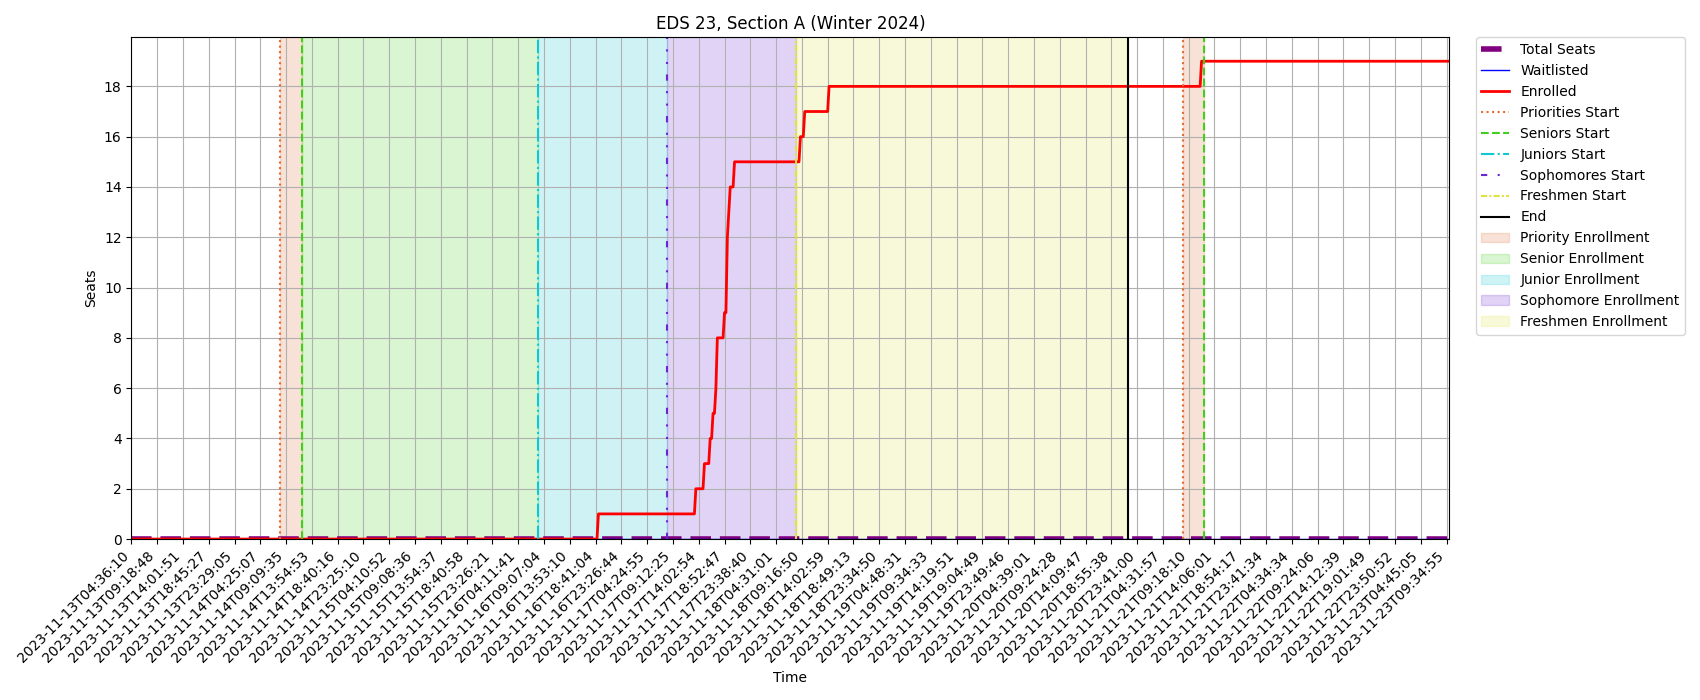 EDS 23, Section A (Winter 2024)
Total Seats
Waitlisted
Enrolled
Priorities Start
Seniors Start
Juniors Start
Sophomores Start
Freshmen Start
End
Priority Enrollment
Senior Enrollment
Junior Enrollment
Sophomore Enrollment
Freshmen Enrollment
Seats
18
16
14
12
10
8
6
4
2
0
2023-11-13T04:36:10
2023-11-13T09:18:48
2023-11-13T14:01:51
2023-11-13T18:45:27
2023-11-13T23:29:05
2023-11-14T04:25:07
2023-11-14T09:09:35
2023-11-14T13:54:53
2023-11-14T18:40:16
2023-11-14T23:25:10
2023-11-15T04:10:52
2023-11-15T09:08:36
2023-11-15T13:54:37
2023-11-15T18:40:58
2023-11-15T23:26:21
2023-11-16T04:11:41
2023-11-16T09:07:04
2023-11-16T13:53:10
2023-11-16T18:41:04
2023-11-16T23:26:44
2023-11-17T04:24:55
2023-11-17T09:12:25
2023-11-17T14:02:54
2023-11-17T18:52:47
2023-11-17T23:38:40
2023-11-18T04:31:01
2023-11-18T09:16:50
2023-11-18T14:02:59
2023-11-18T18:49:13
2023-11-18T23:34:50
2023-11-19T04:48:31
2023-11-19T09:34:33
2023-11-19T14:19:51
2023-11-19T19:04:49
2023-11-19T23:49:46
2023-11-20T04:39:01
2023-11-20T09:24:28
2023-11-20T14:09:47
2023-11-20T18:55:38
2023-11-20T23:41:00
2023-11-21T04:31:57
2023-11-21T09:18:10
2023-11-21T14:06:01
2023-11-21T18:54:17
2023-11-21T23:41:34
2023-11-22T04:34:34
2023-11-22T09:24:06
2023-11-22T14:12:39
2023-11-22T19:01:49
2023-11-22T23:50:52
2023-11-23T04:45:05
2023-11-23T09:34:55
Time